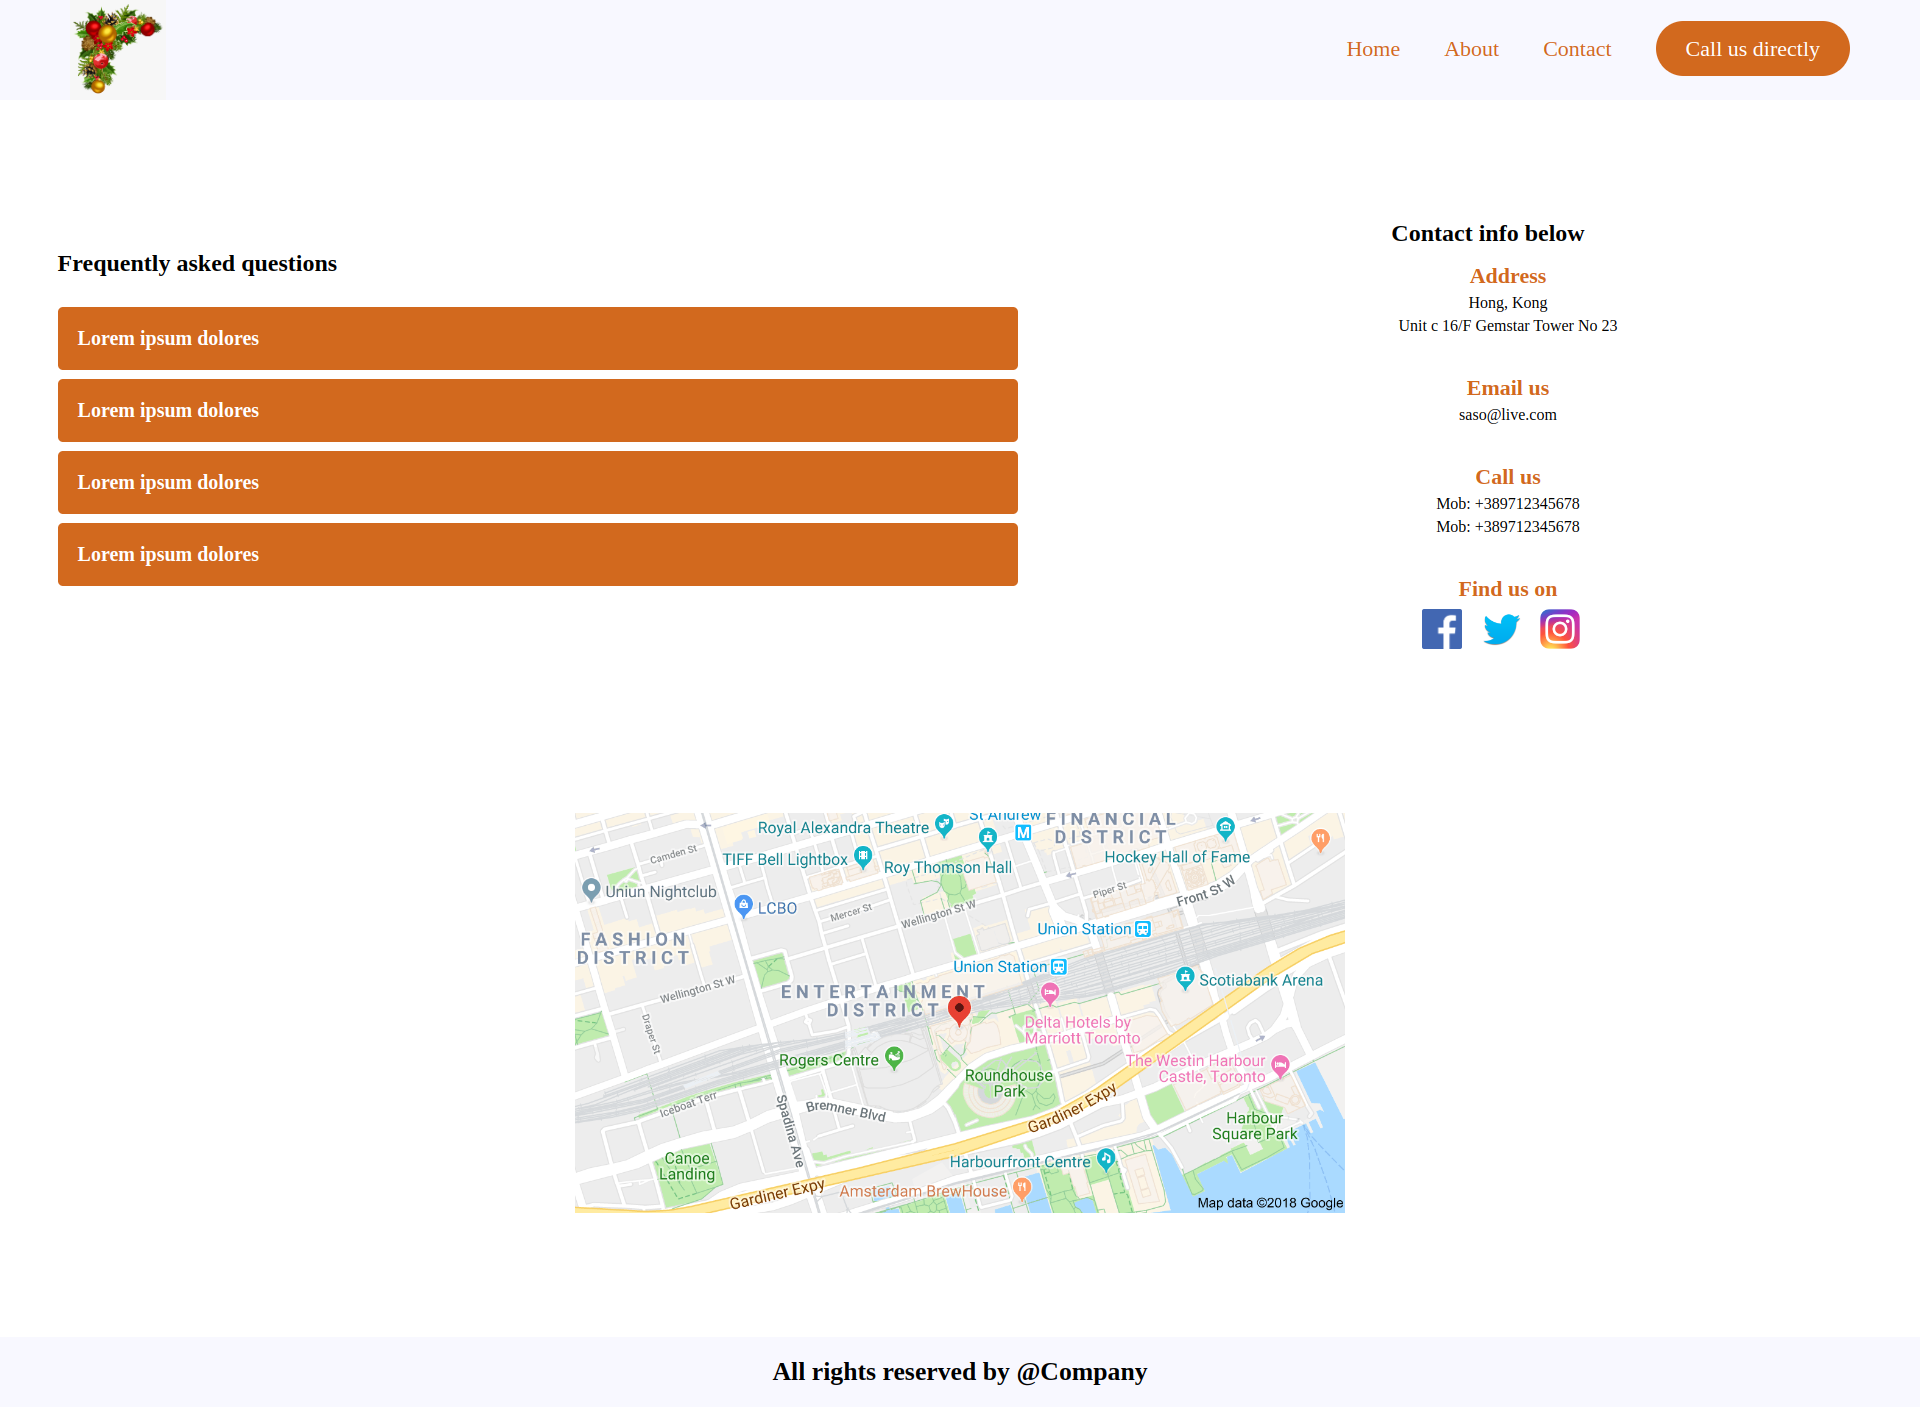 Home About Contact Call us directly
Frequently asked questions
Lorem ipsum dolores
Lorem ipsum dolores
Lorem ipsum dolores
Lorem ipsum dolores
Contact info below
Address
Hong, Kong
Unit c 16/F Gemstar Tower No 23
Email us
saso@live.com
Call us
Mob: +389712345678
Mob: +389712345678
Find us on
St Andrew
FINANCIAL
DISTRICT
Royal Alexandra Theatre
TIFF Bell Lightbox
Roy Thomson Hall
Hockey Hall of Fame
Camden St
Uniun Nightclub
LCBO
Mercer St
Wellington St W
Piper St
Front St W
Union Station
FASHION
DISTRICT
Union Station
Wellington St W
Scotiabank Arena
ENTERTAINMENT
DISTRICT
Draper St
Delta Hotels by
Marriott Toronto
Rogers Centre
The Westin Harbour
Castle, Toronto
Roundhouse
Park
Iceboat Terr
Spadina Ave
Bremner Blvd
Gardiner Expy
Harbour
Square Park
Canoe
Landing
Harbourfront Centre
Gardiner Expy
Amsterdam BrewHouse
Map data ©2018 Google
All rights reserved by @Company